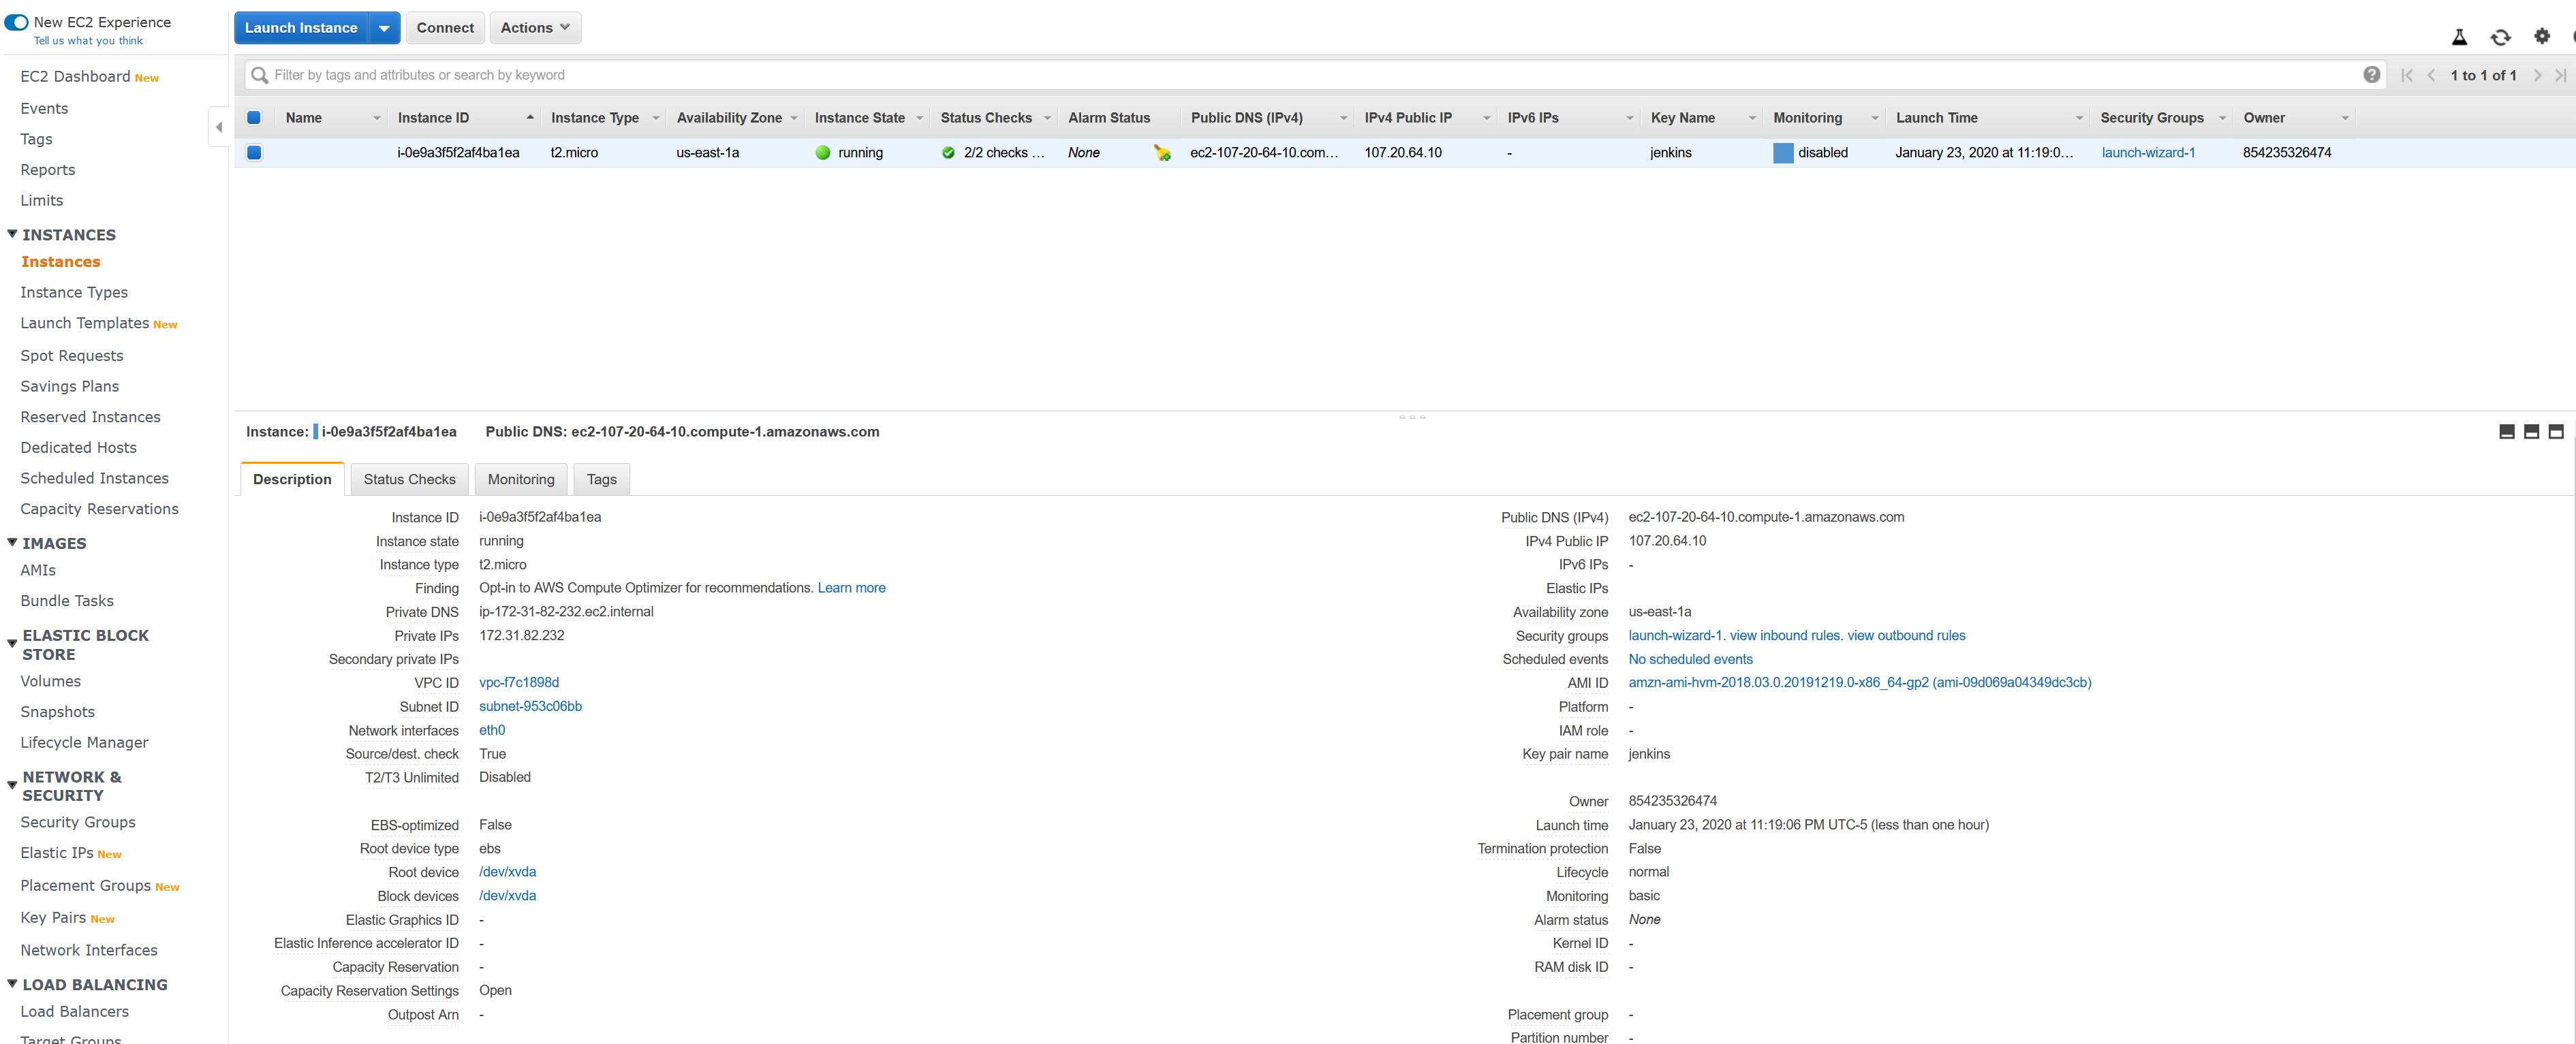 New EC2 Experience
Tell us what you think
EC2 Dashboard New
Events
Tags
Reports
Limits
INSTANCES
Instances
Instance Types
Launch Templates New
Spot Requests
Savings Plans
Reserved Instances
Dedicated Hosts
Scheduled Instances
Capacity Reservations
IMAGES
AMIs
Bundle Tasks
ELASTIC BLOCK
STORE
Volumes
Snapshots
Lifecycle Manager
NETWORK &
SECURITY
Security Groups
Elastic IPs New
Placement Groups New
Key Pairs New
Network Interfaces
LOAD BALANCING
Load Balancers
Target Groups
Launch Instance Connect Actions
Filter by tags and attributes or search by keyword
1 to 1 of 1
Name Instance ID Instance Type Availability Zone Instance State Status Checks Alarm Status Public DNS (IPv4) IPv4 Public IP IPv6 IPs Key Name Monitoring Launch Time Security Groups Owner
i-0e9a3f5f2af4ba1ea t2.micro us-east-1a running 2/2 checks ... None ec2-107-20-64-10.com... 107.20.64.10 - jenkins disabled January 23, 2020 at 11:19:0... launch-wizard-1 854235326474
Instance: i-0e9a3f5f2af4ba1ea Public DNS: ec2-107-20-64-10.compute-1.amazonaws.com
Description Status Checks Monitoring Tags
Instance ID i-0e9a3f5f2af4ba1ea
Instance state running
Instance type t2.micro
Finding Opt-in to AWS Compute Optimizer for recommendations. Learn more
Private DNS ip-172-31-82-232.ec2.internal
Private IPs 172.31.82.232
Secondary private IPs
VPC ID vpc-f7c1898d
Subnet ID subnet-953c06bb
Network interfaces eth0
Source/dest. check True
T2/T3 Unlimited Disabled
EBS-optimized False
Root device type ebs
Root device /dev/xvda
Block devices /dev/xvda
Elastic Graphics ID -
Elastic Inference accelerator ID -
Capacity Reservation -
Capacity Reservation Settings Open
Outpost Arn -
Public DNS (IPv4) ec2-107-20-64-10.compute-1.amazonaws.com
IPv4 Public IP 107.20.64.10
IPv6 IPs -
Elastic IPs
Availability zone us-east-1a
Security groups launch-wizard-1. view inbound rules. view outbound rules
Scheduled events No scheduled events
AMI ID amzn-ami-hvm-2018.03.0.20191219.0-x86_64-gp2 (ami-09d069a04349dc3cb)
Platform -
IAM role -
Key pair name jenkins
Owner 854235326474
Launch time January 23, 2020 at 11:19:06 PM UTC-5 (less than one hour)
Termination protection False
Lifecycle normal
Monitoring basic
Alarm status None
Kernel ID -
RAM disk ID -
Placement group -
Partition number -